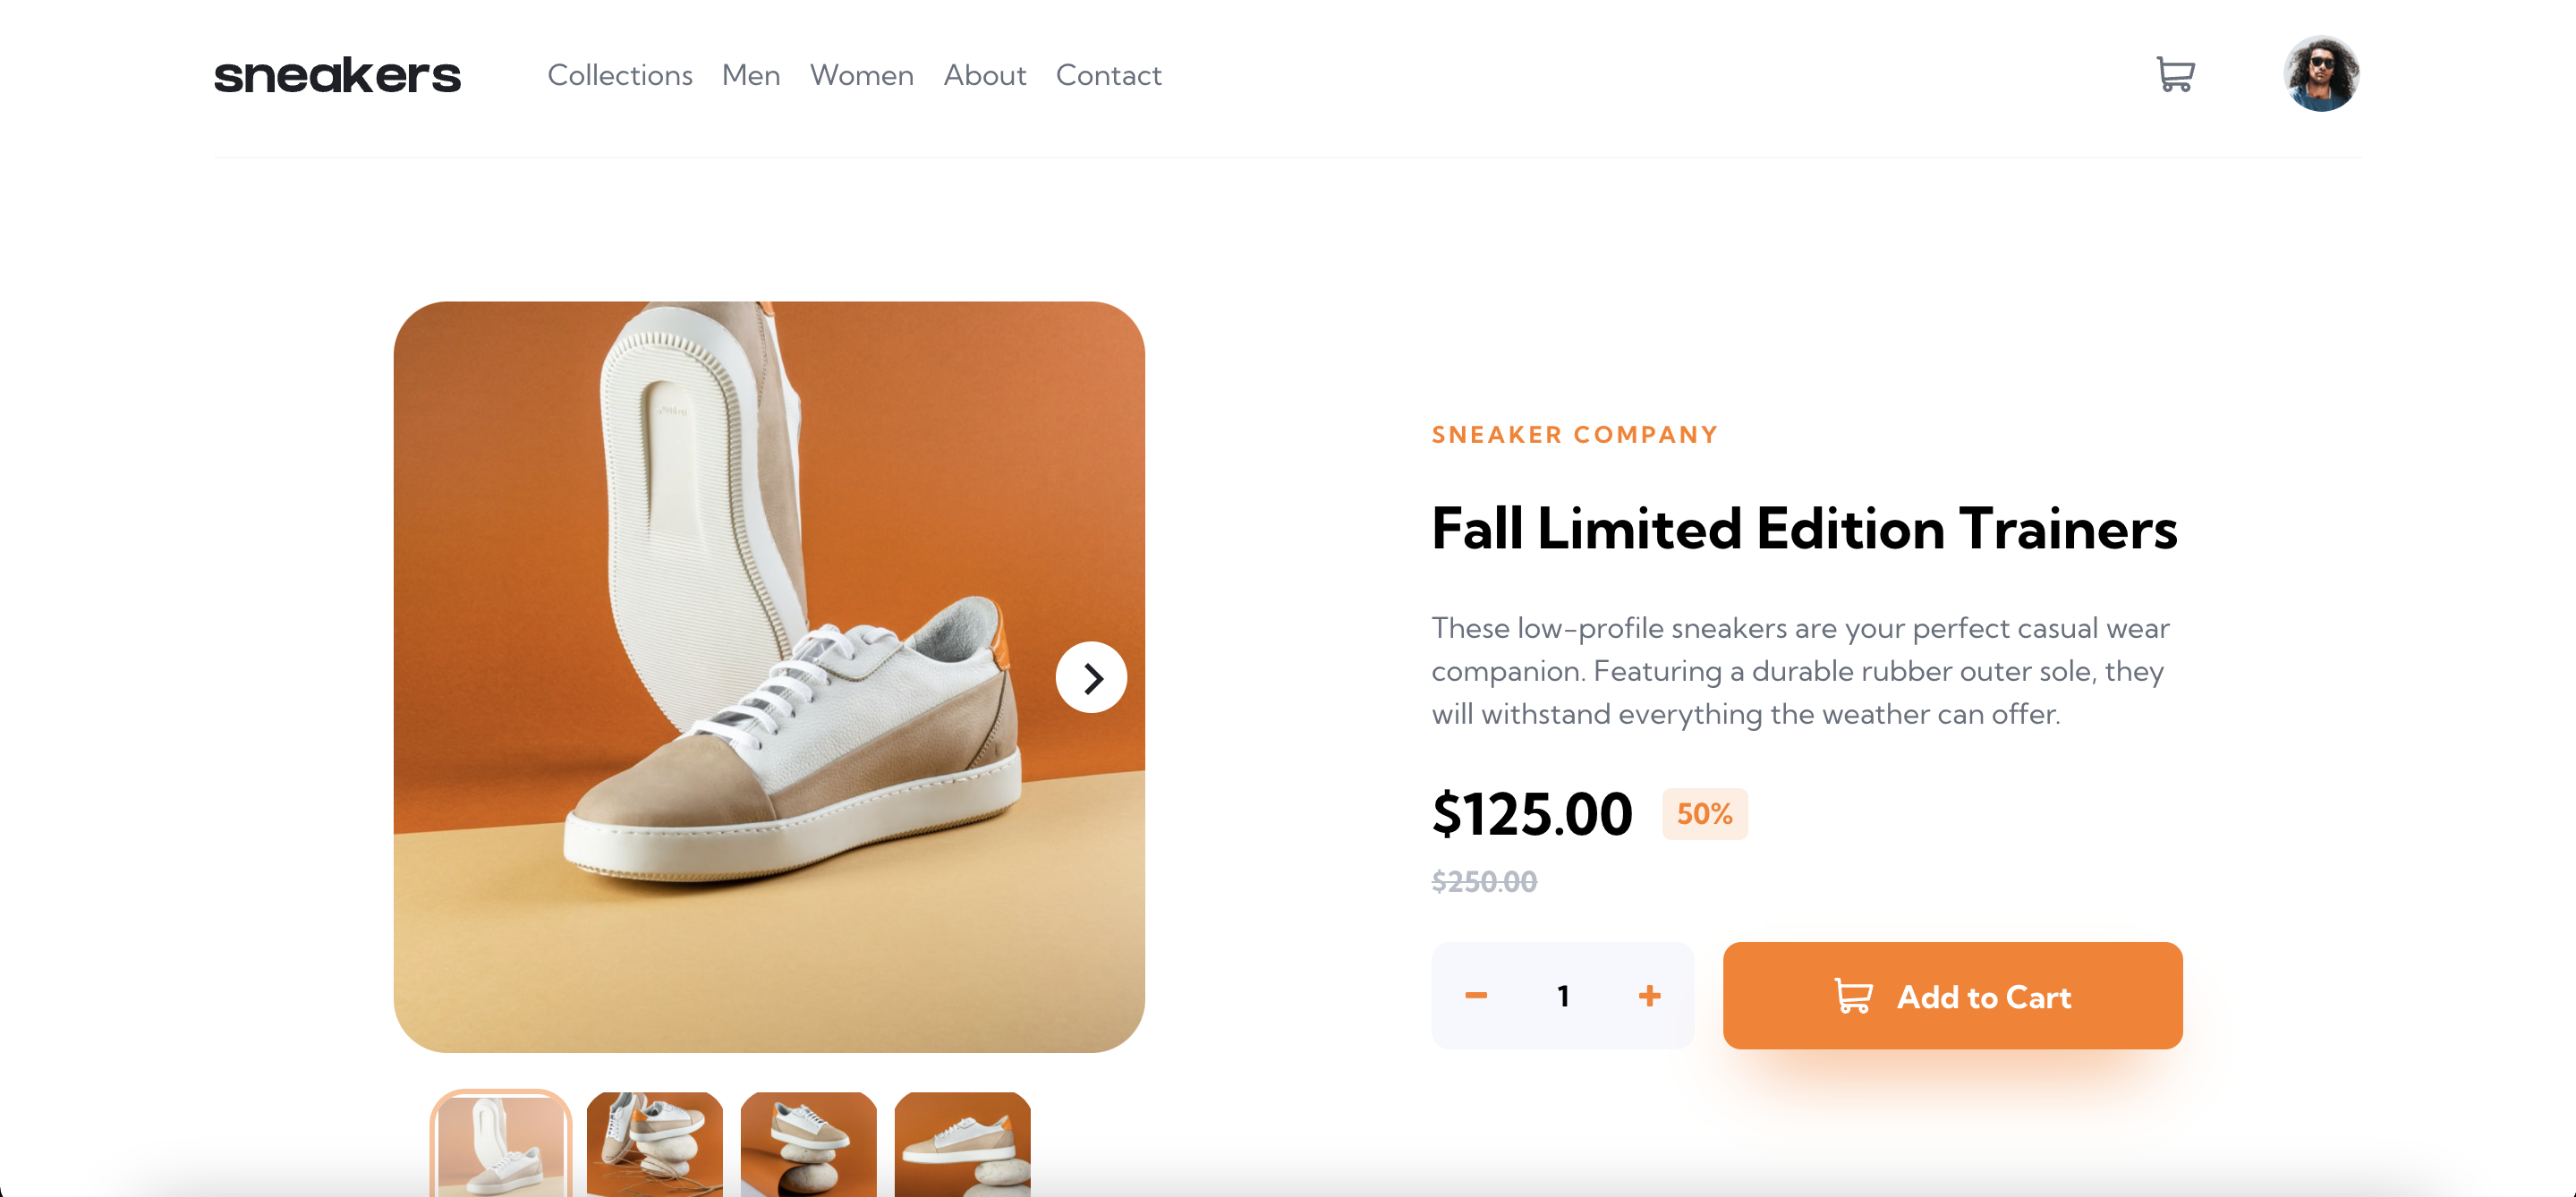 sneakers
Collections Men Women About Contact
SNEAKER COMPANY
Fall Limited Edition Trainers
These low-profile sneakers are your perfect casual wear
companion. Featuring a durable rubber outer sole, they
will withstand everything the weather can offer.
$125.00 50%
$250.00
1
Add to Cart